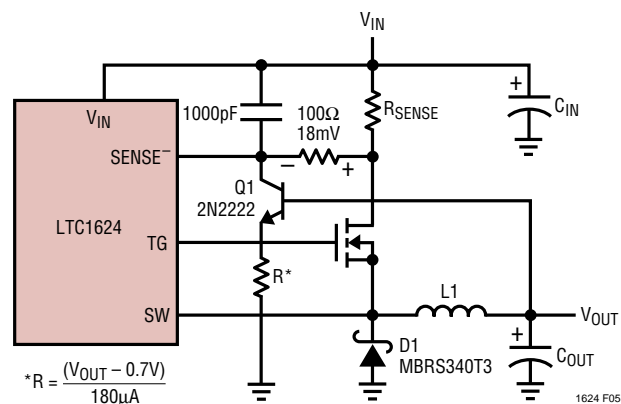 VIN
VIN
1000pF
100Ω
18mV
RSENSE
+
CIN
SENSE–
–
+
Q1
2N2222
LTC1624
TG
R*
L1
SW
VOUT
+
D1
MBRS340T3
COUT
*R = (VOUT – 0.7V)
180µA
1624 F05